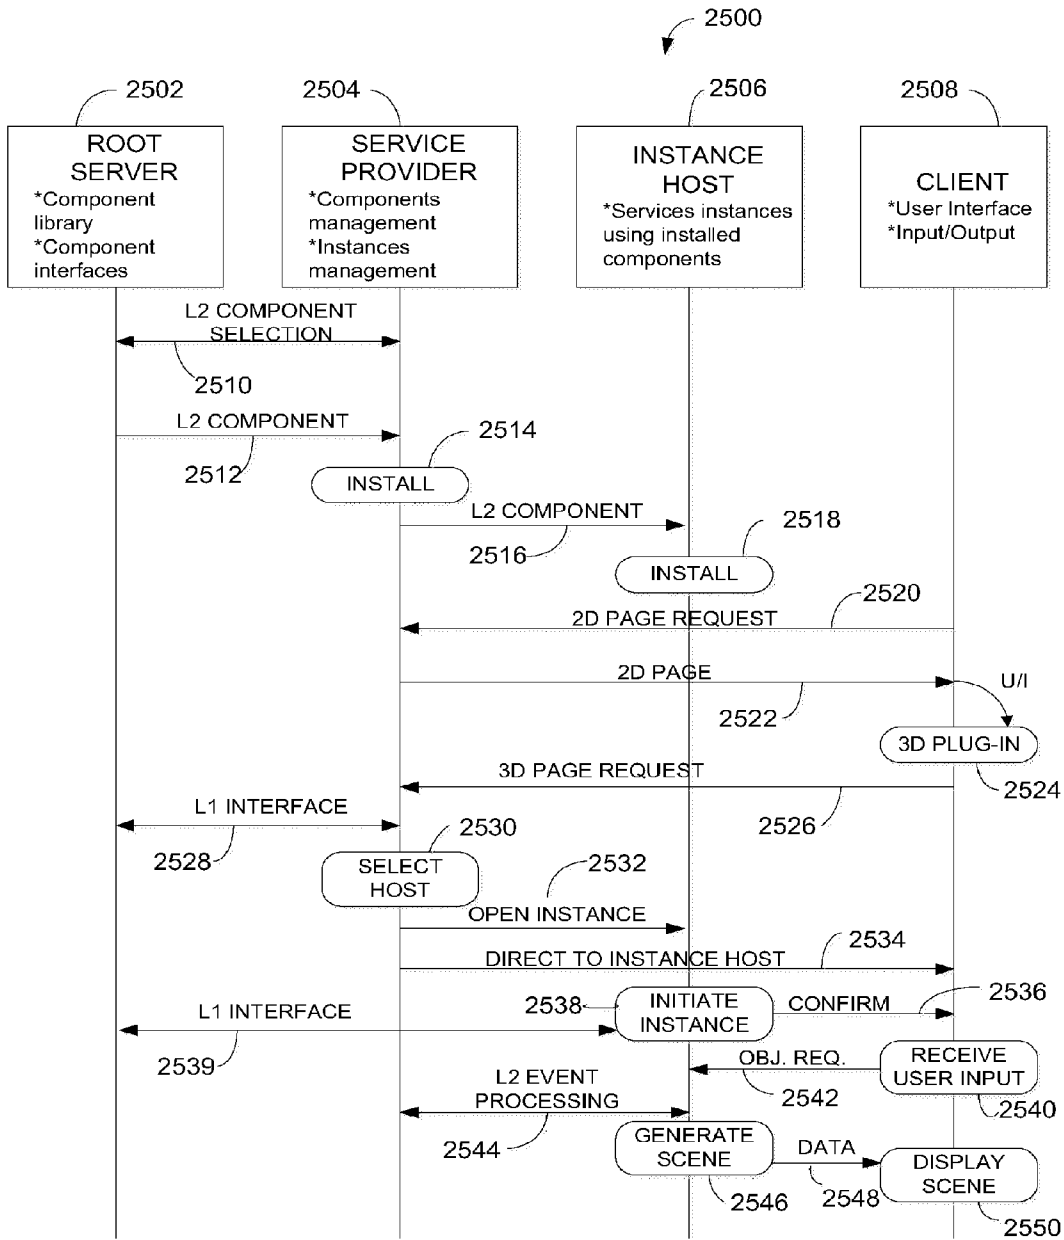 2500
2502
2504
2506
2508
ROOT
SERVER
*Component
library
*Component
interfaces
SERVICE
PROVIDER
*Components
management
*Instances
management
INSTANCE
HOST
*Services instances
using installed
components
CLIENT
*User Interface
*Input/Output
L2 COMPONENT
SELECTION
2510
L2 COMPONENT
2512
2514
INSTALL
L2 COMPONENT
2516
2518
INSTALL
2520
2D PAGE REQUEST
2D PAGE
2522
U/I
3D PLUG-IN
2524
3D PAGE REQUEST
2526
L1 INTERFACE
2528
2530
SELECT
HOST
2532
OPEN INSTANCE
DIRECT TO INSTANCE HOST
2534
2538
INITIATE
INSTANCE
CONFIRM
2536
L1 INTERFACE
2539
OBJ. REQ.
2542
RECEIVE
USER INPUT
2540
L2 EVENT
PROCESSING
2544
GENERATE
SCENE
2546
DATA
2548
DISPLAY
SCENE
2550